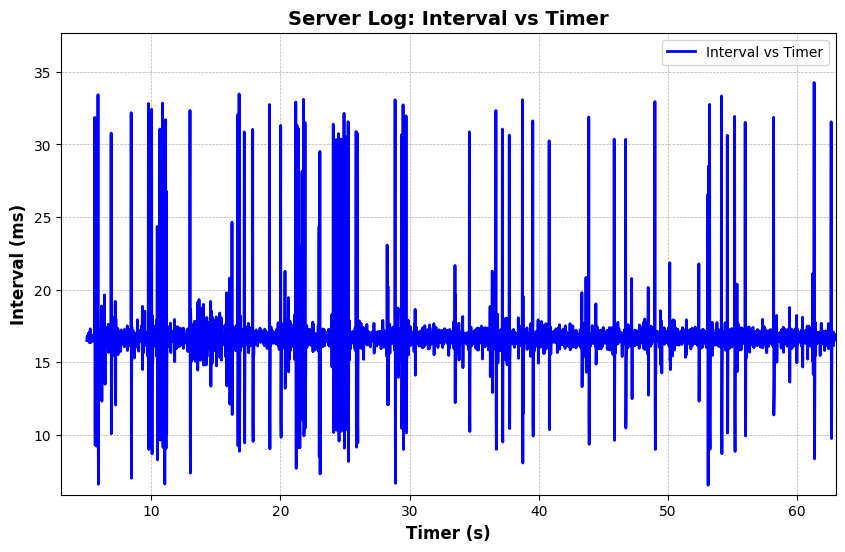 Server Log: Interval vs Timer
Interval vs Timer
Interval (ms)
35
30
25
20
15
10
10 20 30 40 50 60
Timer (s)